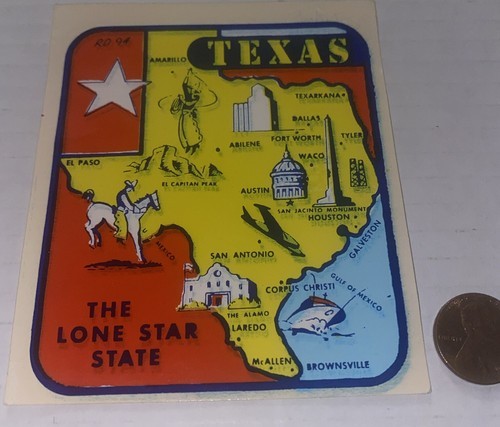 RD. 94
TEXAS
AMARILLO
TEXARKANA
DALLAS
ABILENE
FORT WORTH
TYLER
WACO
EL PASO
EL CAPITAN PEAK
AUSTIN
SAN JACINTO MONUMENT
HOUSTON
GALVESTON
MEXICO
SAN ANTONIO
GULF OF MEXICO
CORPUS CHRISTI
THE ALAMO
LAREDO
THE
LONE STAR
STATE
McALLEN
BROWNSVILLE